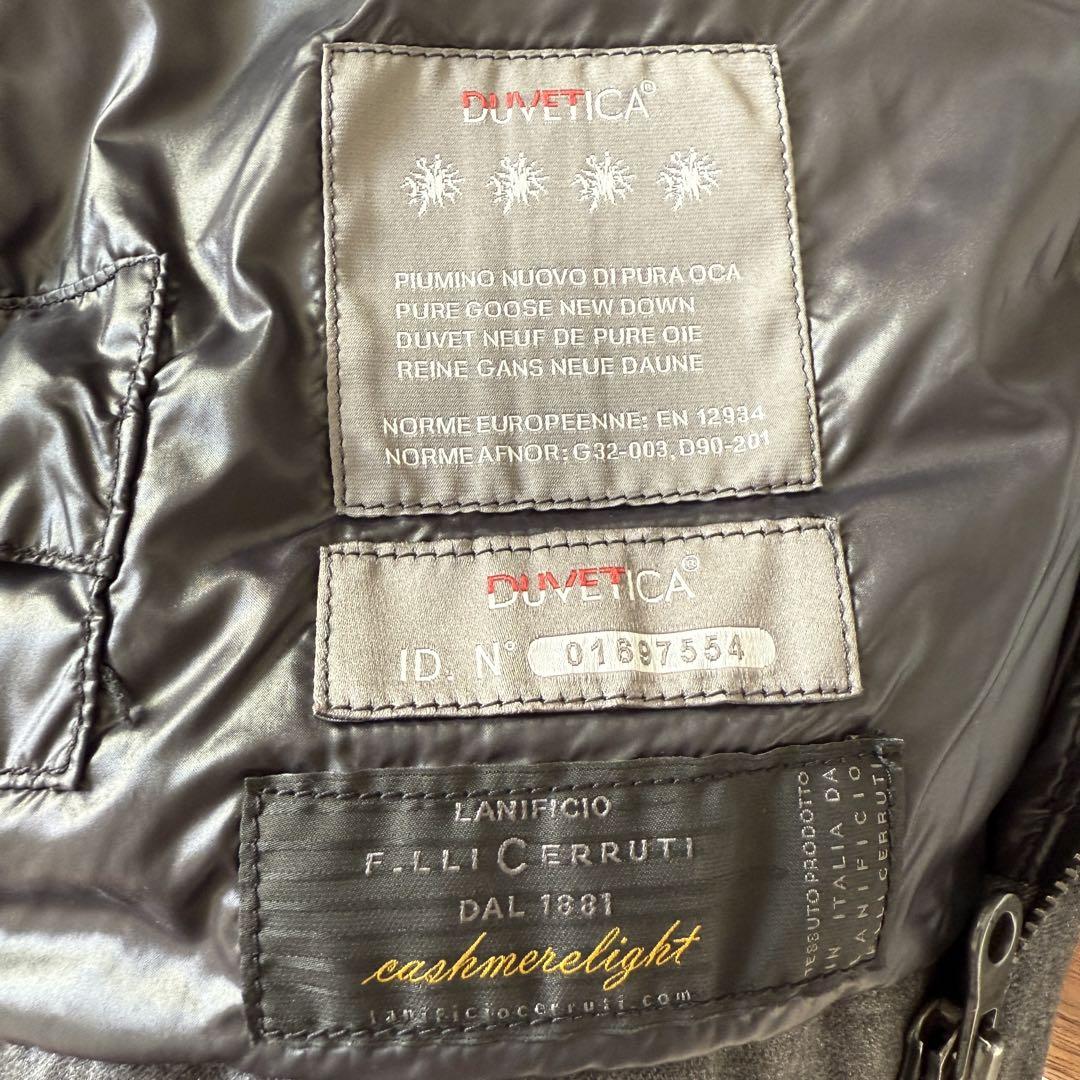 DUVETICA®
PIUMINO NUOVO DI PURA OCA
PURE GOOSE NEW DOWN
DUVET NEUF DE PURE OIE
REINE GANS NEUE DAUNE
NORME EUROPEENNE: EN 12934
NORME AFNOR: G32-003, D90-201
DUVETICA®
ID. N° 01697554
LANIFICIO
F.LLI CERRUTI
DAL 1881
cashmerelight
lanificiocerruti.com
TESSUTO PRODOTTO
IN ITALIA DA
LANIFICIO
F.LLI CERRUTI